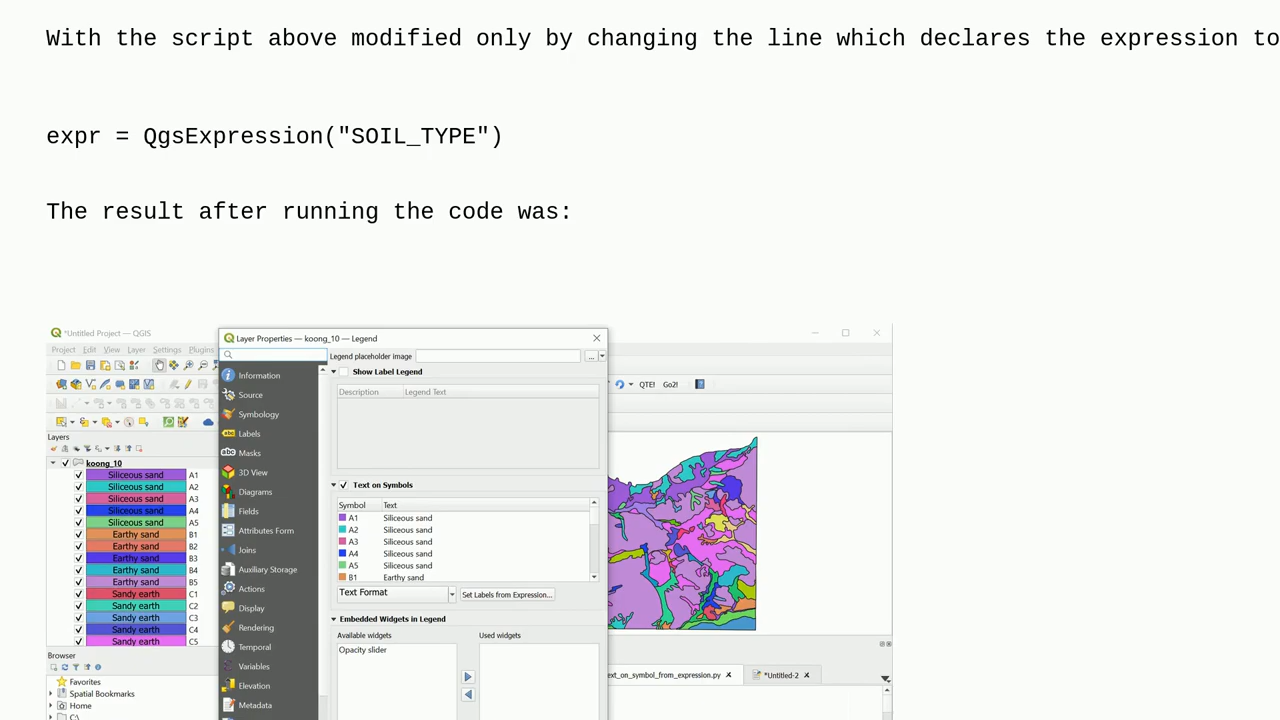 With the script above modified only by changing the line which declares the expression to
expr = QgsExpression("SOIL_TYPE")
The result after running the code was:
*Untitled Project — QGIS
Project Edit View Layer Settings Plugins
Layer Properties — koong_10 — Legend
Legend placeholder image
...
Information
Source
Symbology
Labels
Masks
3D View
Diagrams
Fields
Attributes Form
Joins
Auxiliary Storage
Actions
Display
Rendering
Temporal
Variables
Elevation
Metadata
Show Label Legend
Description Legend Text
Text on Symbols
Symbol Text
A1 Siliceous sand
A2 Siliceous sand
A3 Siliceous sand
A4 Siliceous sand
A5 Siliceous sand
B1 Earthy sand
Text Format
Set Labels from Expression...
Embedded Widgets in Legend
Available widgets
Used widgets
Opacity slider
QTE! Go2!
Layers
koong_10
Siliceous sand A1
Siliceous sand A2
Siliceous sand A3
Siliceous sand A4
Siliceous sand A5
Earthy sand B1
Earthy sand B2
Earthy sand B3
Earthy sand B4
Earthy sand B5
Sandy earth C1
Sandy earth C2
Sandy earth C3
Sandy earth C4
Sandy earth C5
Browser
Favorites
Spatial Bookmarks
Home
C:\
ext_on_symbol_from_expression.py
*Untitled-2